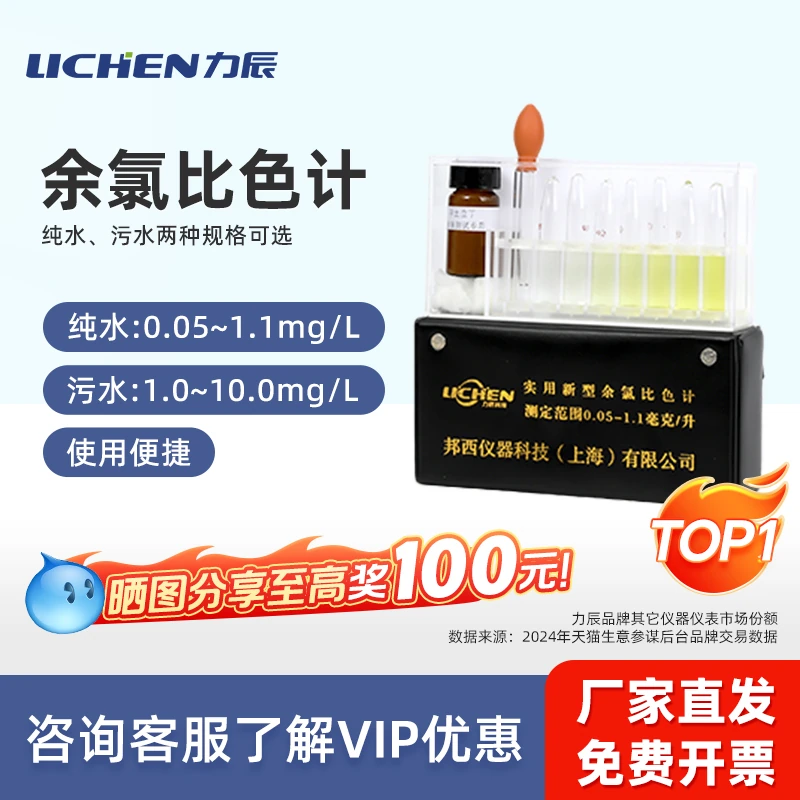 LICHEN力辰
余氯比色计
纯水、污水两种规格可选
纯水:0.05~1.1mg/L
污水:1.0~10.0mg/L
使用便捷
LICHEN
实用新型余氯比色计
测定范围0.05-1.1毫克/升
邦西仪器科技（上海）有限公司
TOP1
晒图分享至高奖100元!
力辰品牌其它仪器仪表市场份额
数据来源：2024年天猫生意参谋后台品牌交易数据
咨询客服了解VIP优惠
厂家直发
免费开票